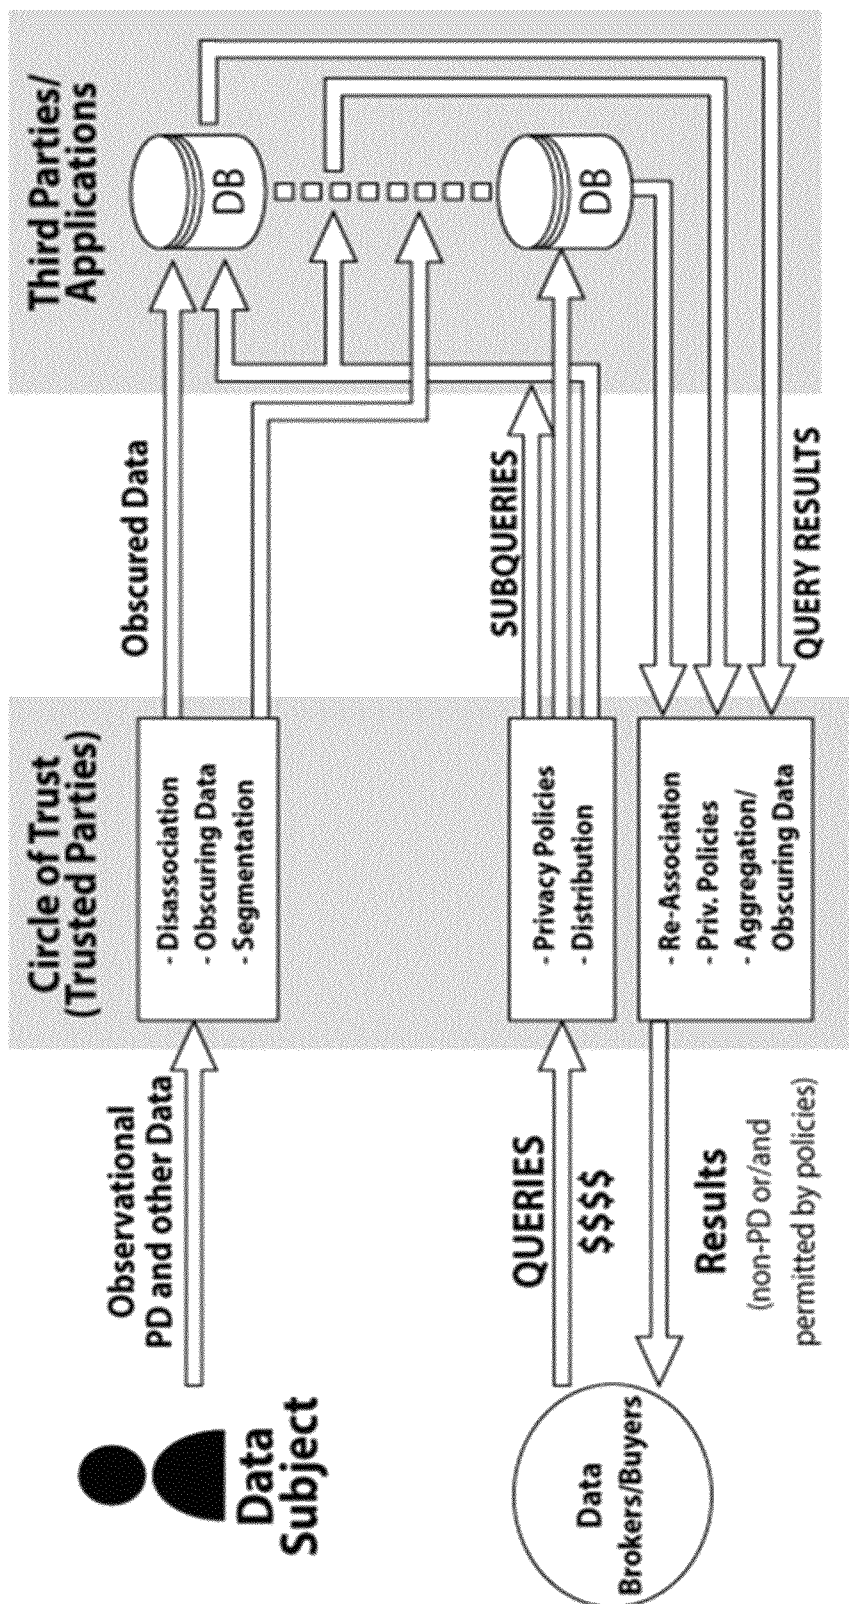 Circle of Trust
(Trusted Parties)
Third Parties/
Applications
Data
Subject
Observational
PD and other Data
- Disassociation
- Obscuring Data
- Segmentation
Obscured Data
DB
DB
Data
Brokers/Buyers
QUERIES
$$$$
- Privacy Policies
- Distribution
SUBQUERIES
Results
(non-PD or/and
permitted by policies)
- Re-Association
- Priv. Policies
- Aggregation/
Obscuring Data
QUERY RESULTS